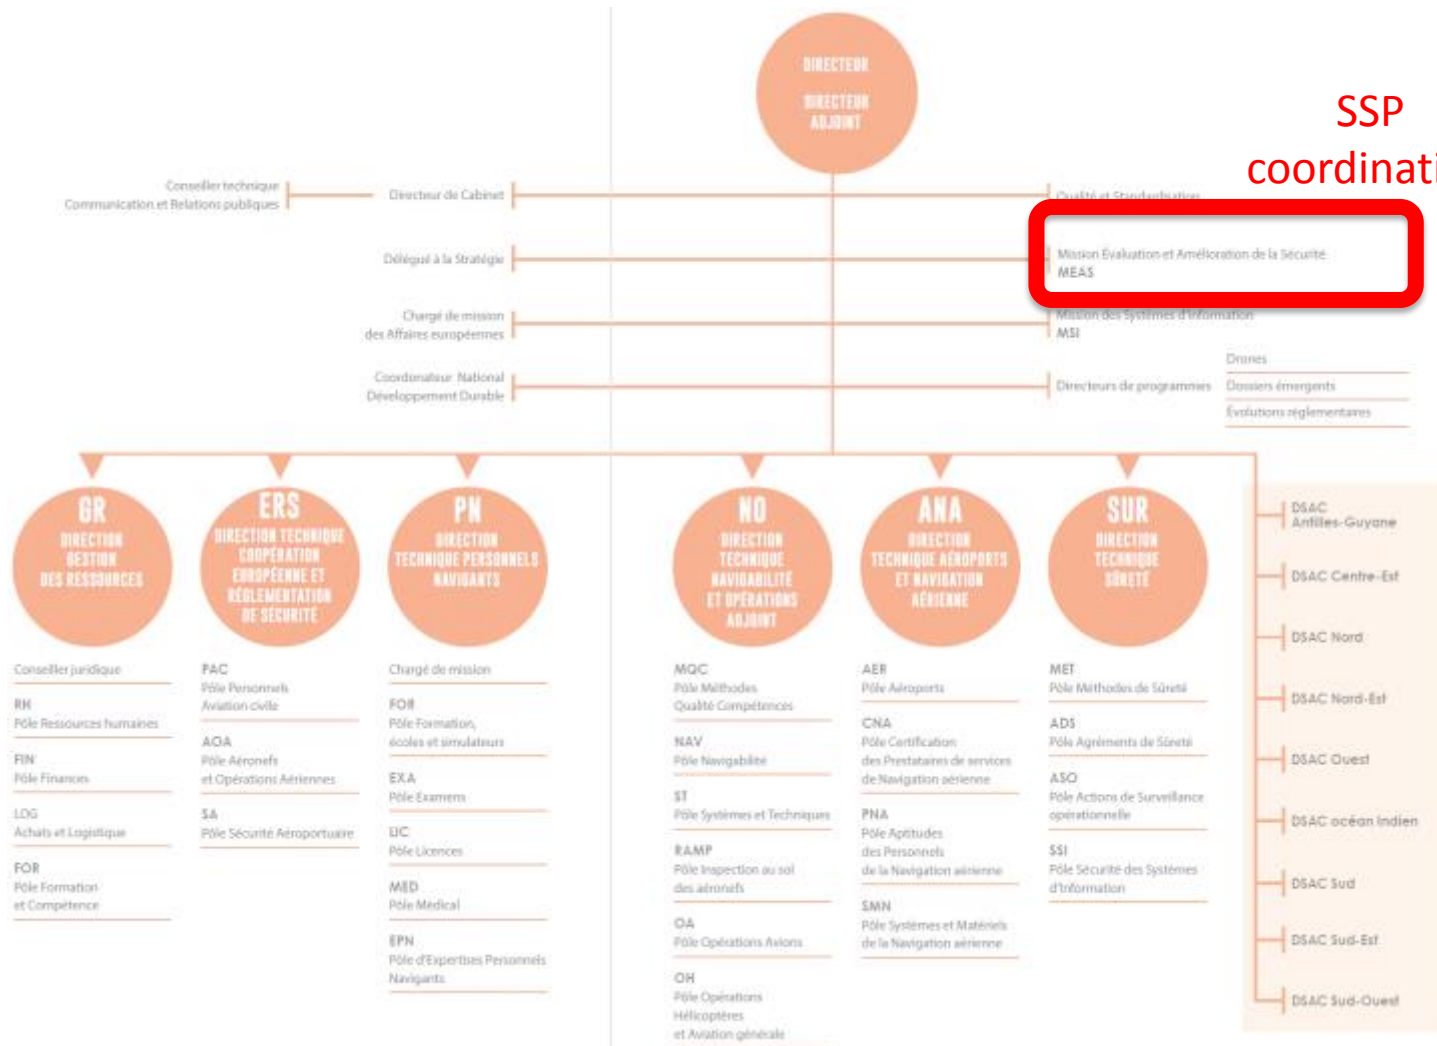 DIRECTEUR
DIRECTEUR
ADJOINT
SSP
coordinati
Conseiller technique
Communication et Relations publiques
Directeur de Cabinet
Qualité et Standardisation
Délégué à la Stratégie
Mission Évaluation et Amélioration de la Sécurité
MEAS
Chargé de mission
des Affaires européennes
Mission des Systèmes d'Information
MSI
Coordonateur National
Développement Durable
Directeurs de programmes
Drones
Dossiers émergents
Évolutions réglementaires
GR
DIRECTION
GESTION
DES RESSOURCES
Conseiller juridique
RH
Pôle Ressources humaines
FIN
Pôle Finances
LOG
Achats et Logistique
FOR
Pôle Formation
et Compétence
ERS
DIRECTION TECHNIQUE
COOPÉRATION
EUROPÉENNE ET
RÉGLEMENTATION
DE SÉCURITÉ
PAC
Pôle Personnels
Aviation civile
AOA
Pôle Aéronefs
et Opérations Aériennes
SA
Pôle Sécurité Aéroportuaire
PN
DIRECTION
TECHNIQUE PERSONNELS
NAVIGANTS
Chargé de mission
FOR
Pôle Formation,
écoles et simulateurs
EXA
Pôle Examens
LIC
Pôle Licences
MED
Pôle Médical
EPN
Pôle d'Expertises Personnels
Navigants
NO
DIRECTION
TECHNIQUE
NAVIGABILITÉ
ET OPÉRATIONS
ADJOINT
MQC
Pôle Méthodes
Qualité Compétences
NAV
Pôle Navigabilité
ST
Pôle Systèmes et Techniques
RAMP
Pôle Inspection au sol
des aéronefs
OA
Pôle Opérations Avions
OH
Pôle Opérations
Hélicoptères
et Aviation générale
ANA
DIRECTION
TECHNIQUE AÉROPORTS
ET NAVIGATION
AÉRIENNE
AER
Pôle Aéroports
CNA
Pôle Certification
des Prestataires de services
de Navigation aérienne
PNA
Pôle Aptitudes
des Personnels
de la Navigation aérienne
SMN
Pôle Systèmes et Matériels
de la Navigation aérienne
SUR
DIRECTION
TECHNIQUE
SÛRETÉ
MET
Pôle Méthodes de Sûreté
ADS
Pôle Agréments de Sûreté
ASO
Pôle Actions de Surveillance
opérationnelle
SSI
Pôle Sécurité des Systèmes
d'Information
DSAC
Antilles-Guyane
DSAC Centre-Est
DSAC Nord
DSAC Nord-Est
DSAC Ouest
DSAC océan Indien
DSAC Sud
DSAC Sud-Est
DSAC Sud-Ouest